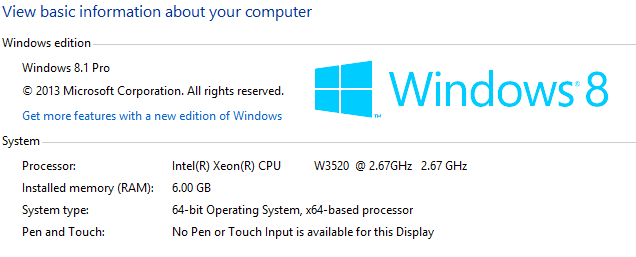 View basic information about your computer
Windows edition
Windows 8.1 Pro
© 2013 Microsoft Corporation. All rights reserved.
Get more features with a new edition of Windows
Windows® 8
™
System
Processor: Intel(R) Xeon(R) CPU W3520 @ 2.67GHz 2.67 GHz
Installed memory (RAM): 6.00 GB
System type: 64-bit Operating System, x64-based processor
Pen and Touch: No Pen or Touch Input is available for this Display